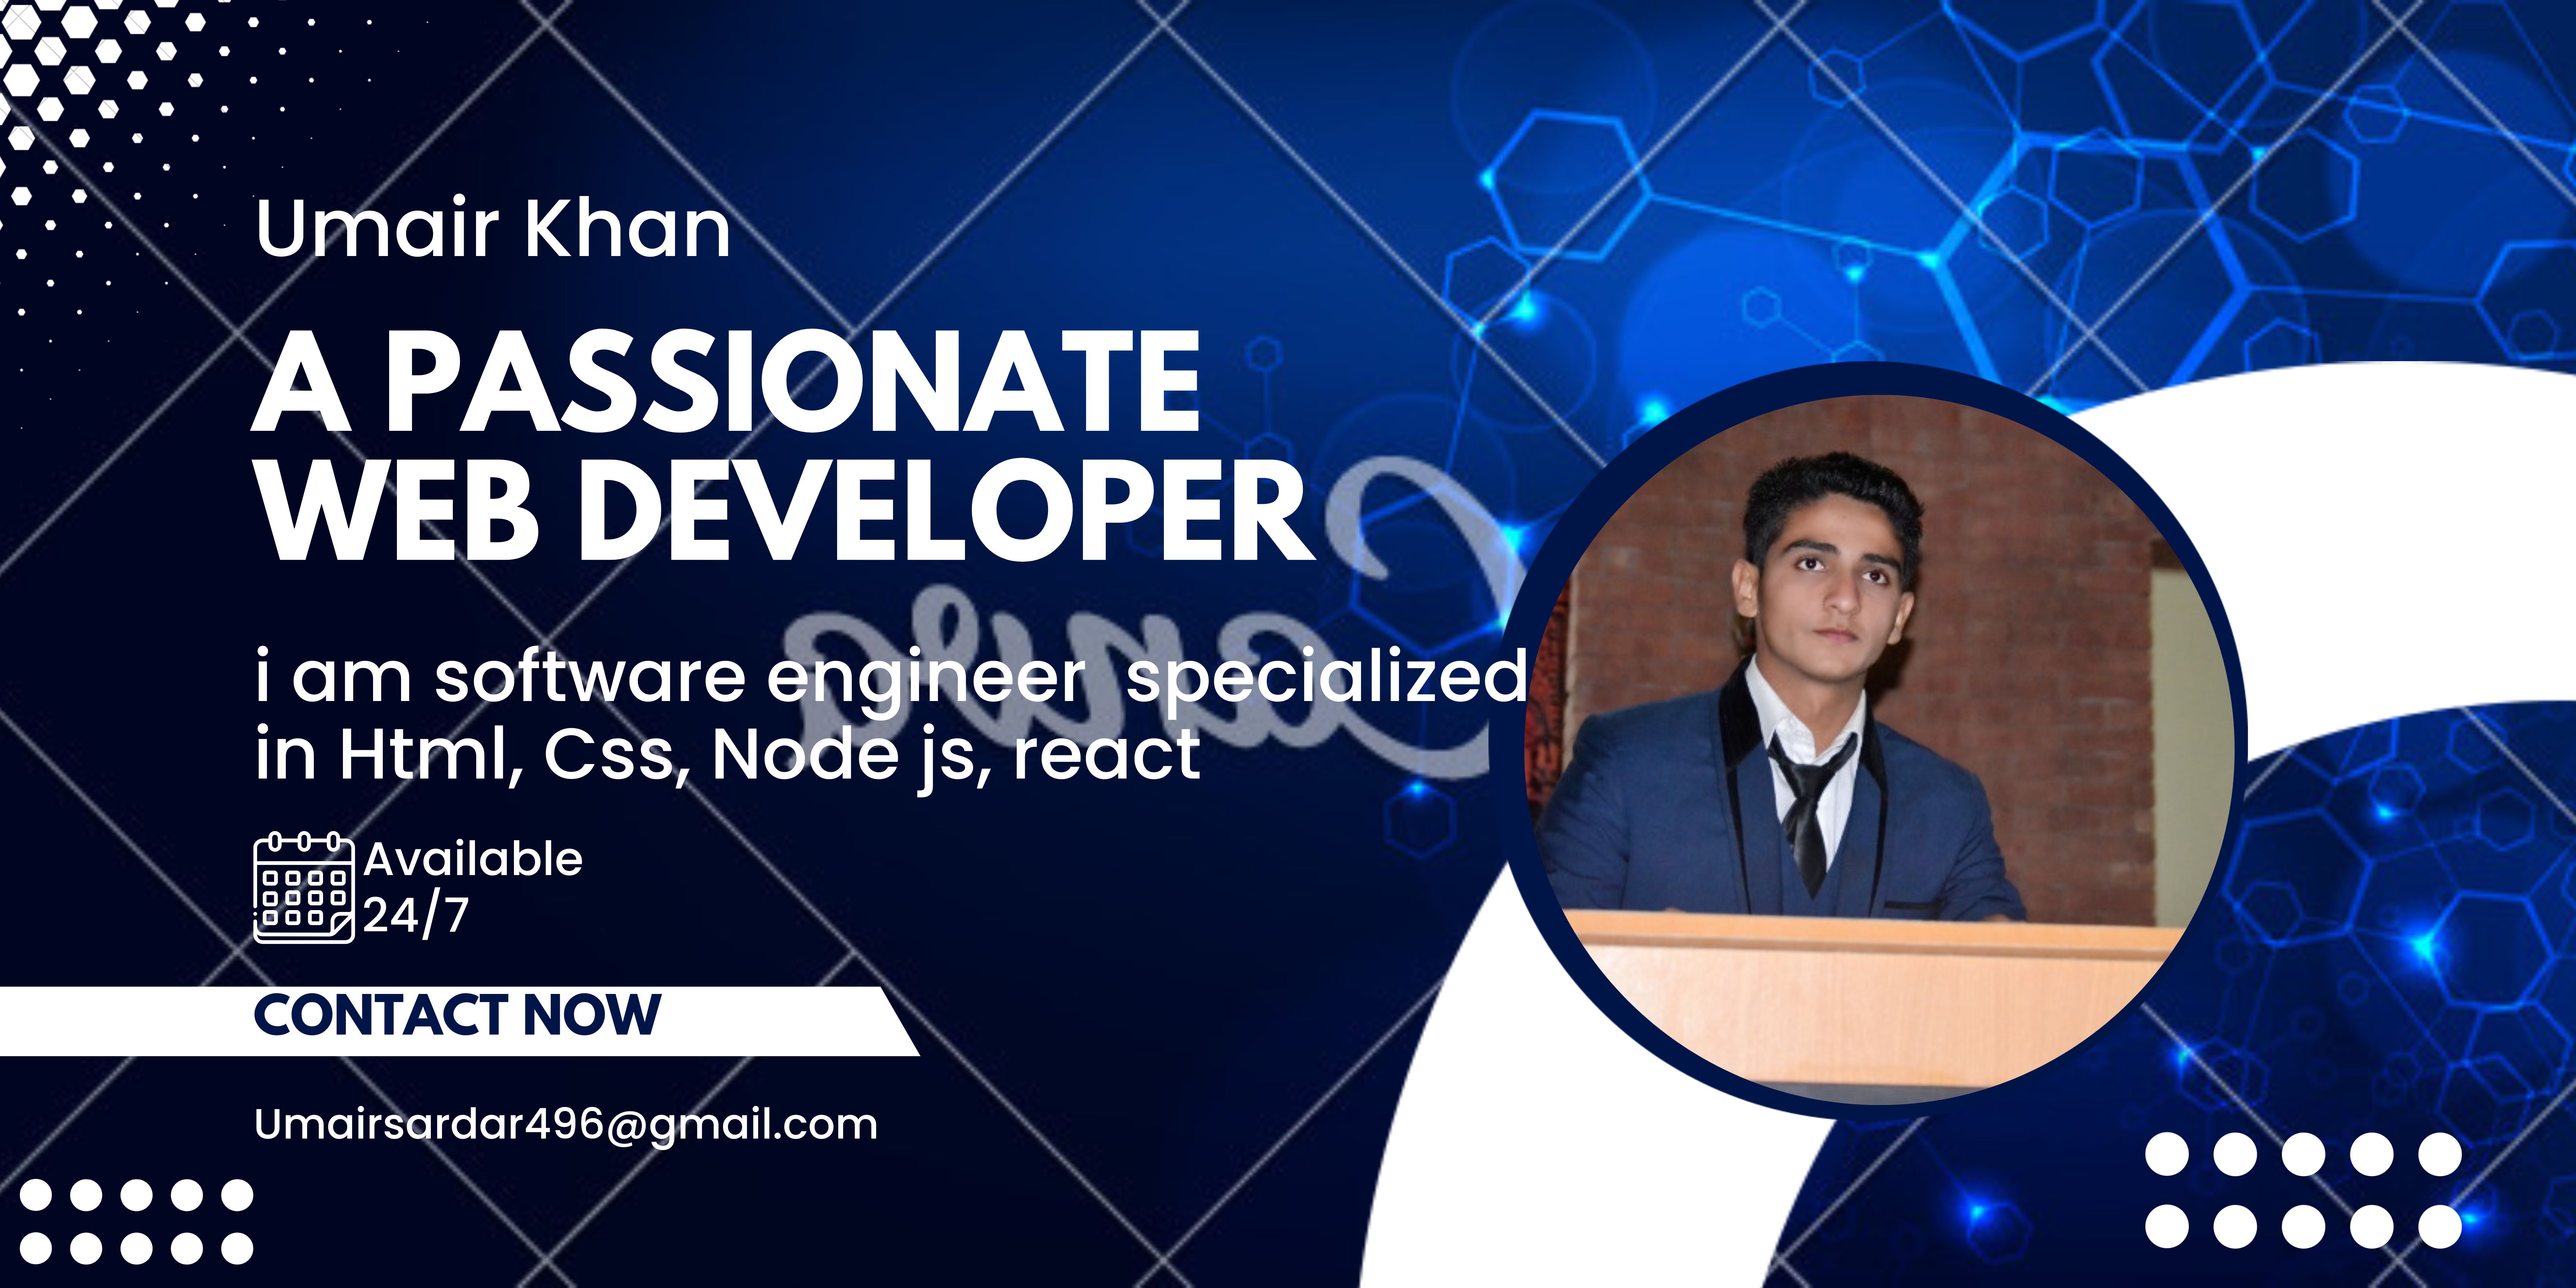 Umair Khan
A PASSIONATE
WEB DEVELOPER
Canva
i am software engineer  specialized
in Html, Css, Node js, react
Available
24/7
CONTACT NOW
Umairsardar496@gmail.com